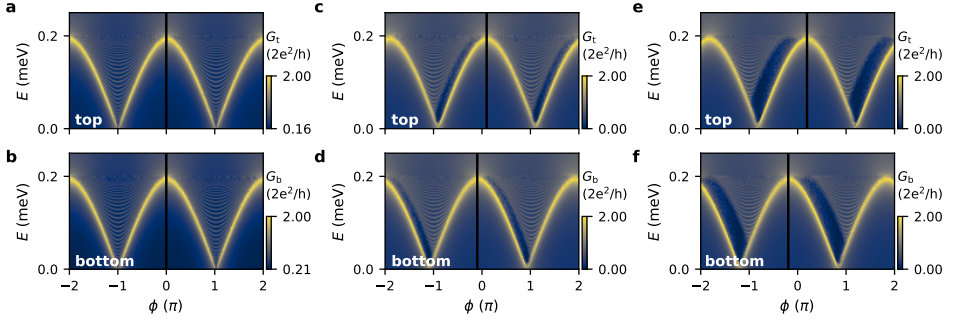 a
c
e
0.2
0.0
E (meV)
top
G_t
(2e²/h)
2.00
0.16
0.2
0.0
E (meV)
top
G_t
(2e²/h)
2.00
0.00
0.2
0.0
E (meV)
top
G_t
(2e²/h)
2.00
0.00
b
d
f
0.2
0.0
E (meV)
bottom
G_b
(2e²/h)
2.00
0.21
−2 −1 0 1 2
ϕ (π)
0.2
0.0
E (meV)
bottom
G_b
(2e²/h)
2.00
0.00
−2 −1 0 1 2
ϕ (π)
0.2
0.0
E (meV)
bottom
G_b
(2e²/h)
2.00
0.00
−2 −1 0 1 2
ϕ (π)